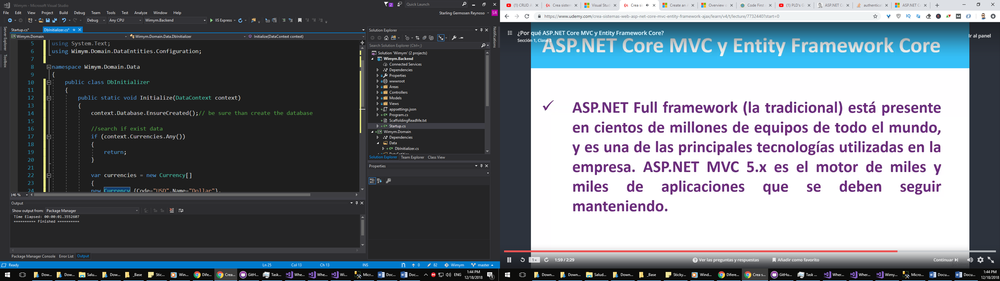 Wimym - Microsoft Visual Studio
2
Quick Launch
File Edit View Project Build Debug Team Tools Test Analyze Window Help
Starling Germosen Reynoso
SR
Debug Any CPU Wimym.Backend IIS Express
Server Explorer
Toolbox
Startup.cs*
DbInitializer.cs*
Wimym.Domain
Wimym.Domain.Data.DbInitializer
Initialize(DataContext context)
5 using System.Text;
6 using Wimym.Domain.DataEntities.Configuration;
7
8 namespace Wimym.Domain.Data
9 {
10 public class DbInitializer
11 {
12 public static void Initialize(DataContext context)
13 {
14 context.Database.EnsureCreated();// be sure than create the database
15
16 //search if exist data
17 if (context.Currencies.Any())
18 {
19 return;
20 }
21
22 var currencies = new Currency[]
23 {
24 new Currency {Code="USD",Name="Dollar"},
146 %
Output
Show output from: Package Manager
Time Elapsed: 00:00:01.3552607
========== Finished ==========
Package Manager Console Error List Output
Ready
Ln 25 Col 13 Ch 13 INS
0 82 Wimym master
Solution Explorer
Search Solution Explorer (Ctrl+;)
Solution 'Wimym' (2 projects)
Wimym.Backend
Connected Services
Dependencies
Properties
wwwroot
Areas
Controllers
Models
Views
appsettings.json
Program.cs
ScaffoldingReadMe.txt
Startup.cs
Wimym.Domain
Dependencies
Data
DbInitializer.cs
Solution Explorer Team Explorer Class View
Properties
Notifications
Dow... Dow... Salu... Dow... _Base Stic... Win... Dife... Crea... GitH... Task... Whe... Whe... Wi... Micr... Doc... Doc... ENG
1:44 PM
12/18/2018
1
(1) CRUD A
Crea sistem
Visual Studi
Crea sis
Create an A
Overview o
Code First
(1) PLD's G
ASP.NET Co
authenticat
ASP.NET Co
https://www.udemy.com/crea-sistemas-web-asp-net-core-mvc-entity-framework-ajax/learn/v4/t/lecture/7732440?start=0
¿Por qué ASP.NET Core MVC y Entity Framework Core?
Sección 1, Clase 3
Ir al panel
ASP.NET Core MVC y Entity Framework Core
ASP.NET Full framework (la tradicional) está presente
en cientos de millones de equipos de todo el mundo,
y es una de las principales tecnologías utilizadas en la
empresa. ASP.NET MVC 5.x es el motor de miles y
miles de aplicaciones que se deben seguir
manteniendo.
1× 1:59 / 2:29
Ver las preguntas y respuestas
Añadir como favorito
Continuar
Down... Down... Salud... Down... _Base Sticky... Wind... Difere... Crea s... GitHu... Task ... Wher... Wher... Wimy... Micro... Docu... Docu...
1:44 PM
12/18/2018